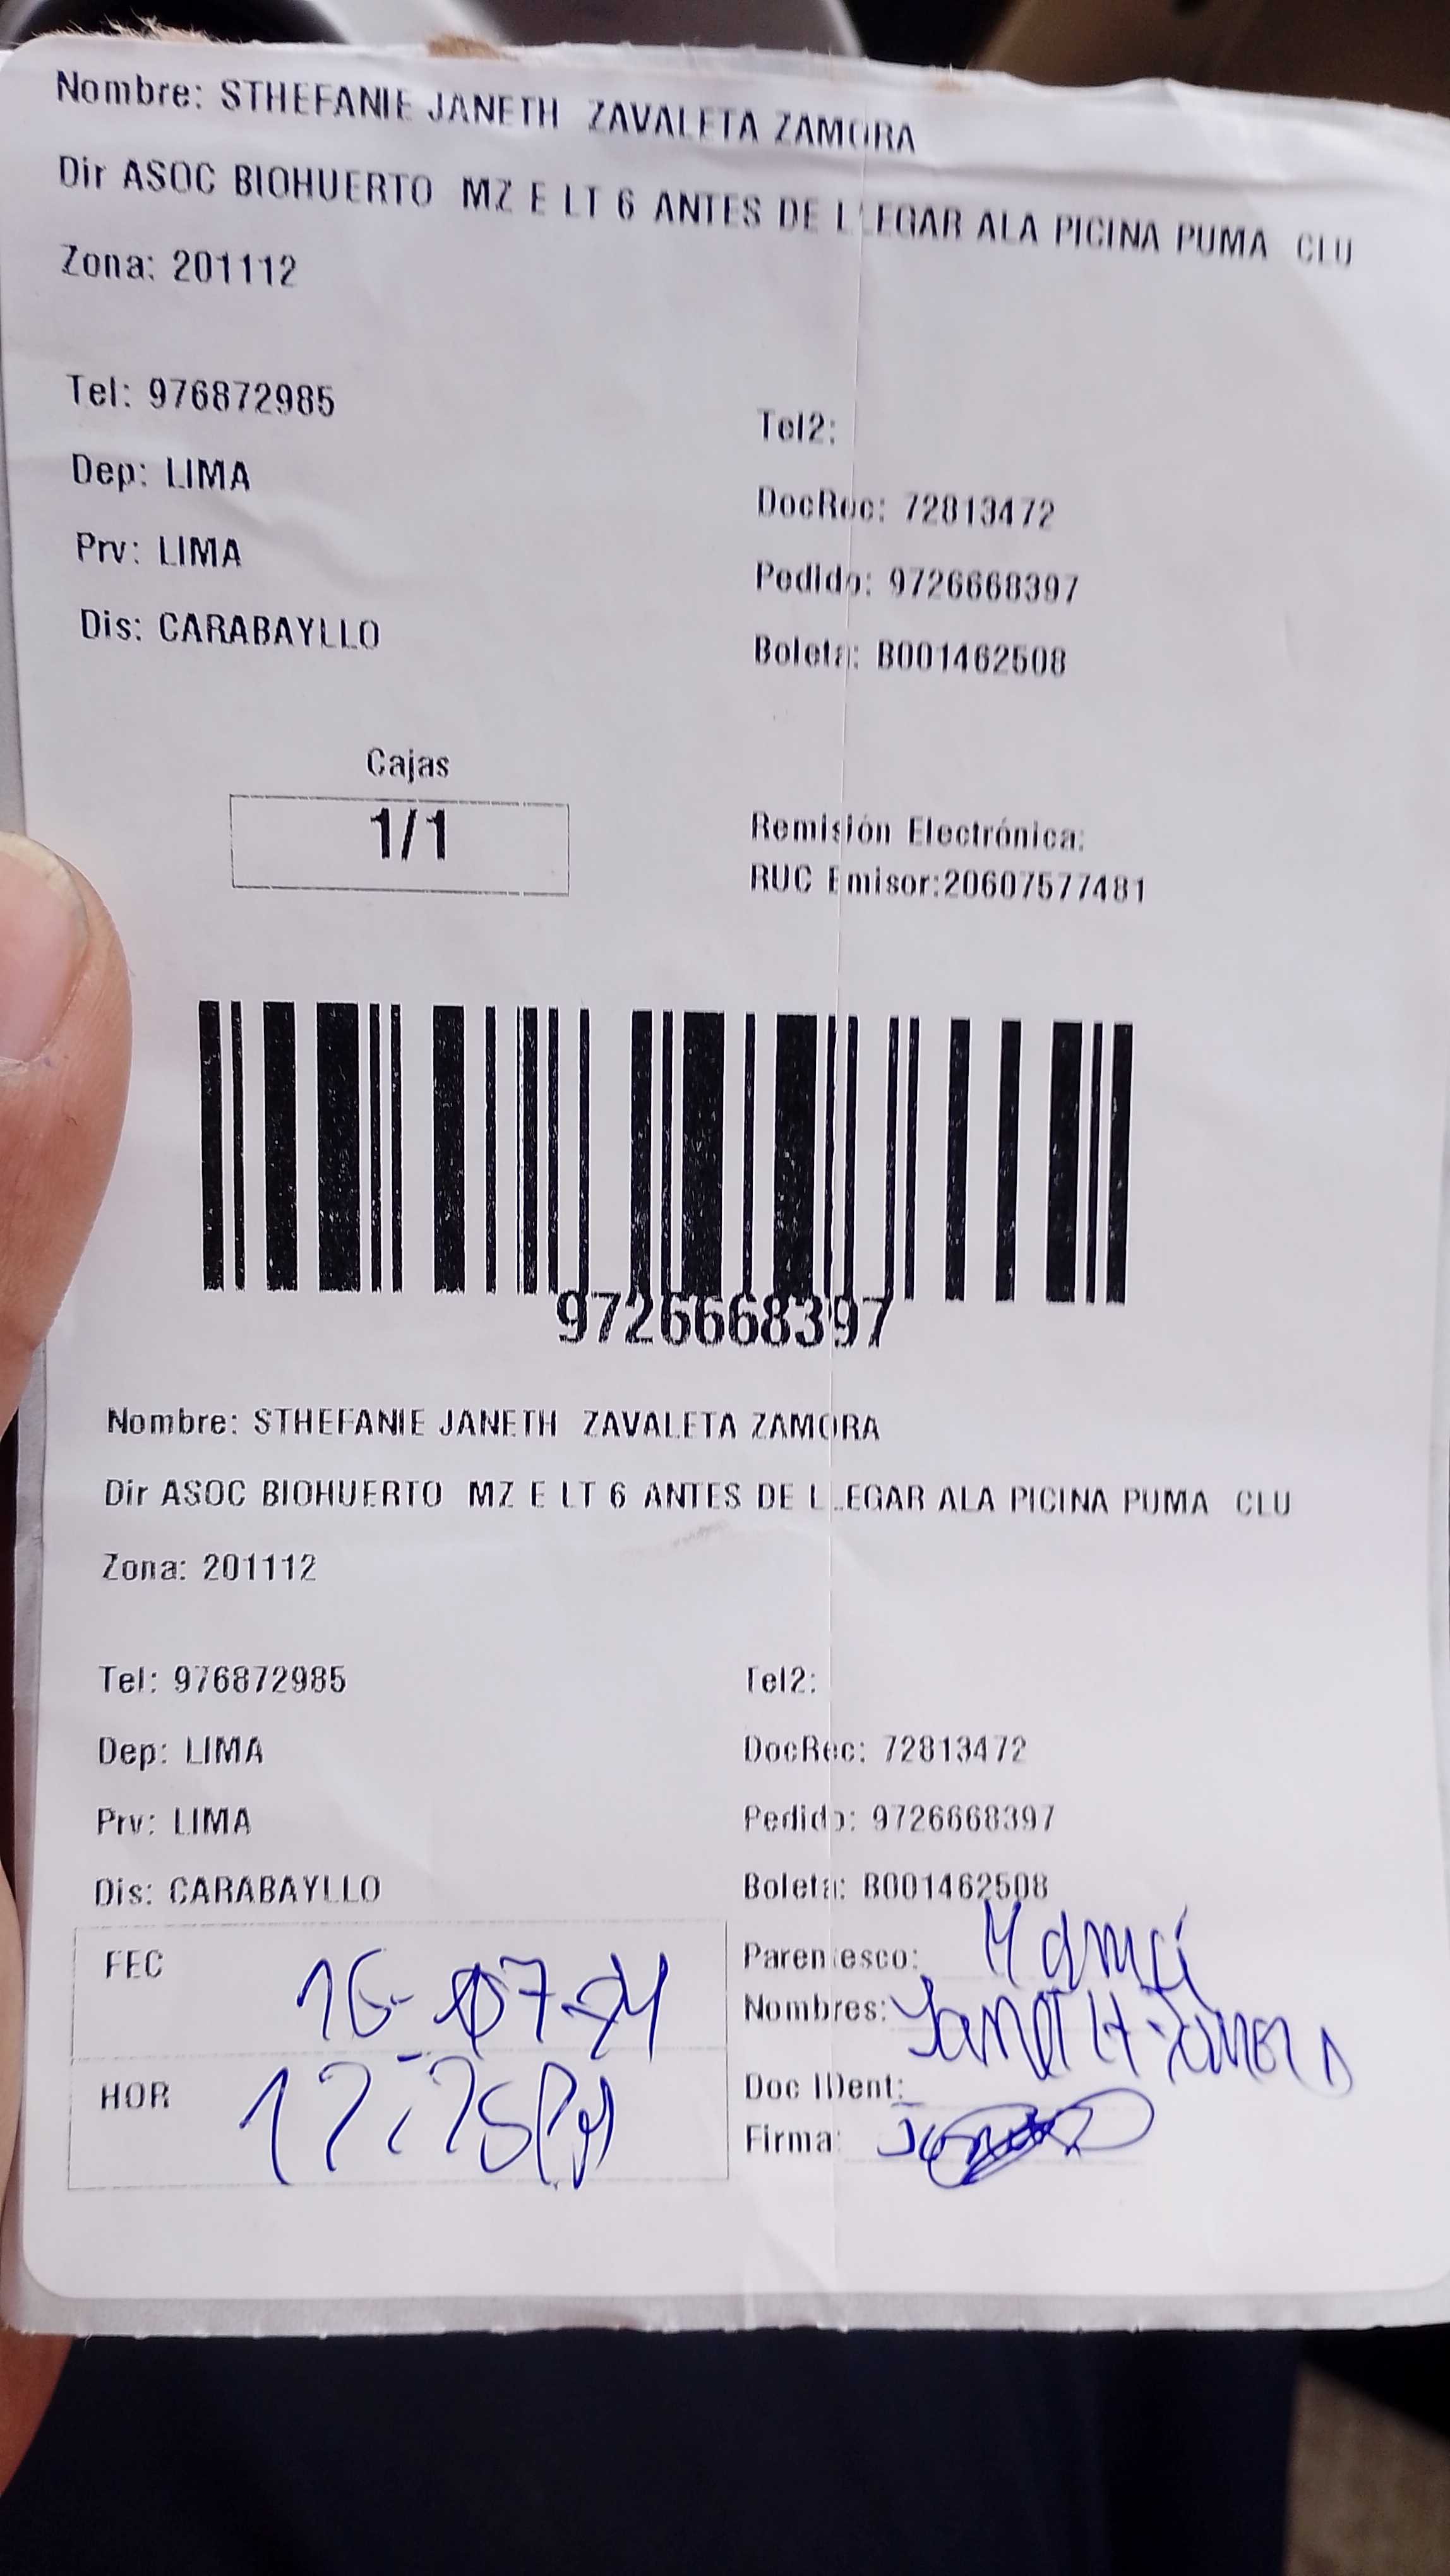 Nombre: STHEFANIE JANETH ZAVALETA ZAMORA
Dir ASOC BIOHUERTO MZ E LT 6 ANTES DE LLEGAR ALA PICINA PUMA CLU
Zona: 201112
Tel: 976872985
Tel2:
Dep: LIMA
DocRec: 72813472
Prv: LIMA
Pedido: 9726668397
Dis: CARABAYLLO
Boleta: B001462508
Cajas
1/1
Remisión Electrónica:
RUC Emisor:20607577481
9726668397
Nombre: STHEFANIE JANETH ZAVALETA ZAMORA
Dir ASOC BIOHUERTO MZ E LT 6 ANTES DE LLEGAR ALA PICINA PUMA CLU
Zona: 201112
Tel: 976872985
Tel2:
Dep: LIMA
DocRec: 72813472
Prv: LIMA
Pedido: 9726668397
Dis: CARABAYLLO
Boleta: B001462508
FEC 16-07-24
Parentesco: Mamá
Nombres: Janeth Zamora
HOR
Doc IDent:
Firma: